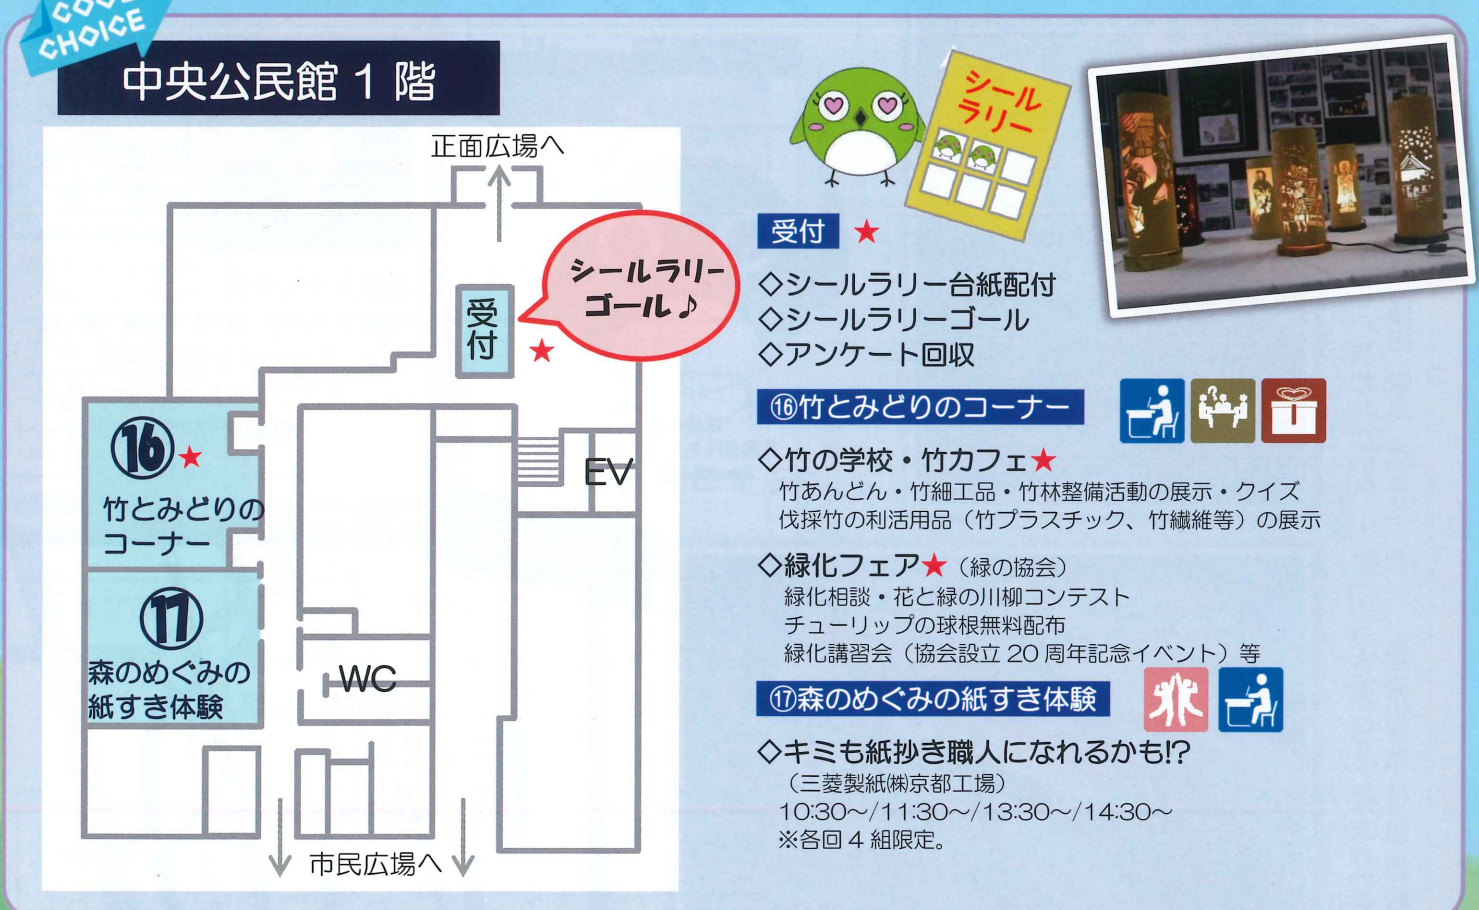 COOL
CHOICE
中央公民館 1 階
正面広場へ
シールラリー
ゴール♪
受付
★
⑯★
竹とみどりの
コーナー
⑰
森のめぐみの
紙すき体験
EV
WC
市民広場へ
シール
ラリー
受付 ★
◇シールラリー台紙配付
◇シールラリーゴール
◇アンケート回収
⑯竹とみどりのコーナー
◇竹の学校・竹カフェ★
竹あんどん・竹細工品・竹林整備活動の展示・クイズ
伐採竹の利活用品（竹プラスチック、竹繊維等）の展示
◇緑化フェア★（緑の協会）
緑化相談・花と緑の川柳コンテスト
チューリップの球根無料配布
緑化講習会（協会設立 20 周年記念イベント）等
⑰森のめぐみの紙すき体験
◇キミも紙抄き職人になれるかも!?
（三菱製紙㈱京都工場）
10:30～/11:30～/13:30～/14:30～
※各回 4 組限定。